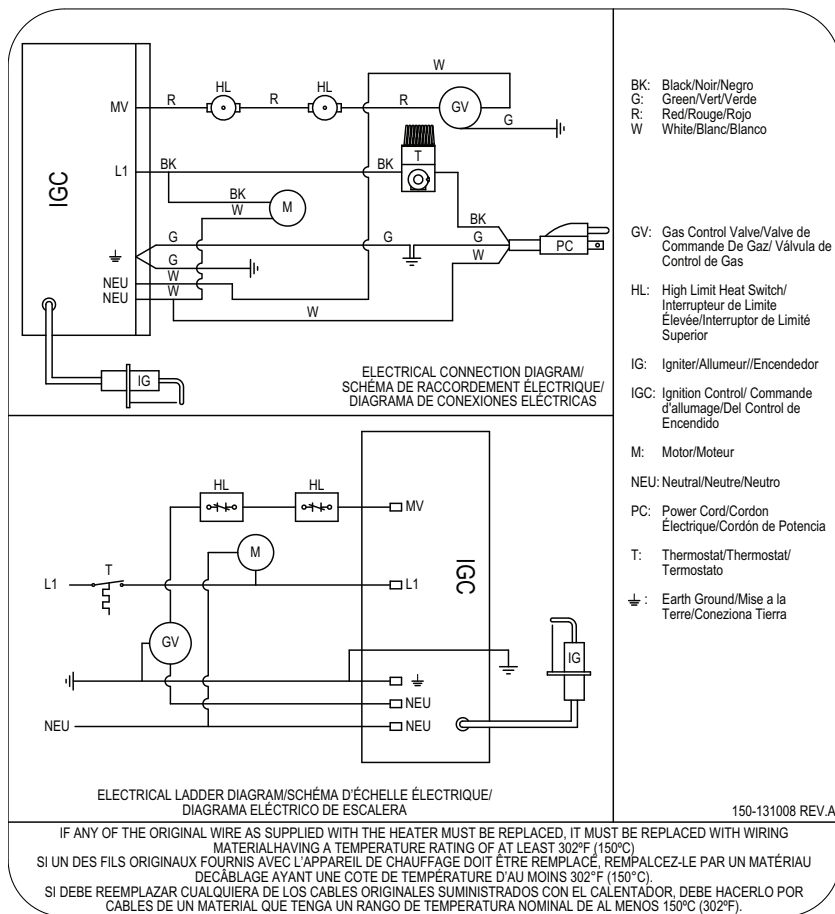 W
HL
HL
MV
R
R
R
GV
G
T
L1
BK
BK
BK
W
M
BK
IGC
G
G
G
PC
W
G
NEU
W
NEU
W
W
IG
ELECTRICAL CONNECTION DIAGRAM/
SCHÉMA DE RACCORDEMENT ÉLECTRIQUE/
DIAGRAMA DE CONEXIONES ELÉCTRICAS
HL
HL
MV
M
IGC
L1
T
L1
GV
IG
NEU
NEU
NEU
ELECTRICAL LADDER DIAGRAM/SCHÉMA D'ÉCHELLE ÉLECTRIQUE/
DIAGRAMA ELÉCTRICO DE ESCALERA
BK: Black/Noir/Negro
G: Green/Vert/Verde
R: Red/Rouge/Rojo
W White/Blanc/Blanco
GV: Gas Control Valve/Valve de
Commande De Gaz/ Válvula de
Control de Gas
HL: High Limit Heat Switch/
Interrupteur de Limite
Élevée/Interruptor de Limité
Superior
IG: Igniter/Allumeur//Encendedor
IGC: Ignition Control/ Commande
d'allumage/Del Control de
Encendido
M: Motor/Moteur
NEU: Neutral/Neutre/Neutro
PC: Power Cord/Cordon
Électrique/Cordón de Potencia
T: Thermostat/Thermostat/
Termostato
: Earth Ground/Mise a la
Terre/Coneziona Tierra
150-131008 REV.A
IF ANY OF THE ORIGINAL WIRE AS SUPPLIED WITH THE HEATER MUST BE REPLACED, IT MUST BE REPLACED WITH WIRING
MATERIALHAVING A TEMPERATURE RATING OF AT LEAST 302ºF (150ºC)
SI UN DES FILS ORIGINAUX FOURNIS AVEC L'APPAREIL DE CHAUFFAGE DOIT ÊTRE REMPLACÉ, REMPALCEZ-LE PAR UN MATÉRIAU
DECÂBLAGE AYANT UNE COTE DE TEMPÉRATURE D'AU MOINS 302°F (150°C).
SI DEBE REEMPLAZAR CUALQUIERA DE LOS CABLES ORIGINALES SUMINISTRADOS CON EL CALENTADOR, DEBE HACERLO POR
CABLES DE UN MATERIAL QUE TENGA UN RANGO DE TEMPERATURA NOMINAL DE AL MENOS 150ºC (302ºF).